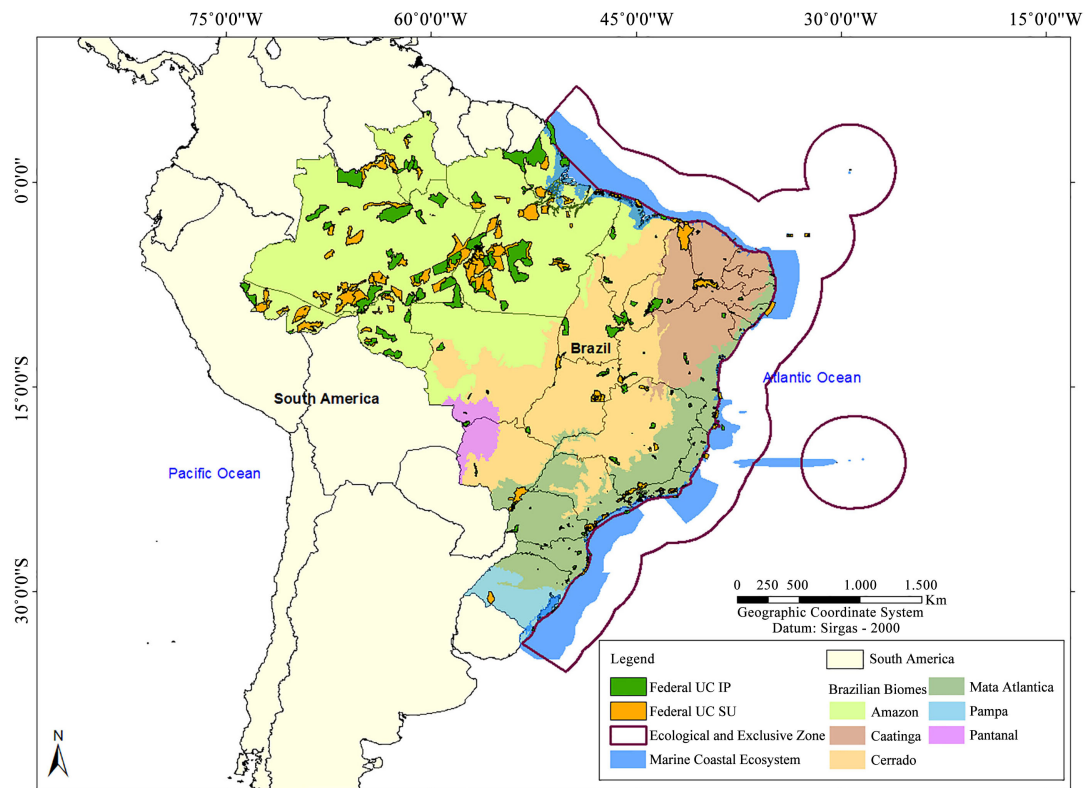 75°0'0"W 60°0'0"W 45°0'0"W 30°0'0"W 15°0'0"W
0°0'0"
15°0'0"S
30°0'0"S
Brazil
South America
Atlantic Ocean
Pacific Ocean
0 250 500 1.000 1.500
Km
Geographic Coordinate System
Datum: Sirgas - 2000
N
Legend
Federal UC IP
Federal UC SU
Ecological and Exclusive Zone
Marine Coastal Ecosystem
South America
Brazilian Biomes
Amazon
Caatinga
Cerrado
Mata Atlantica
Pampa
Pantanal